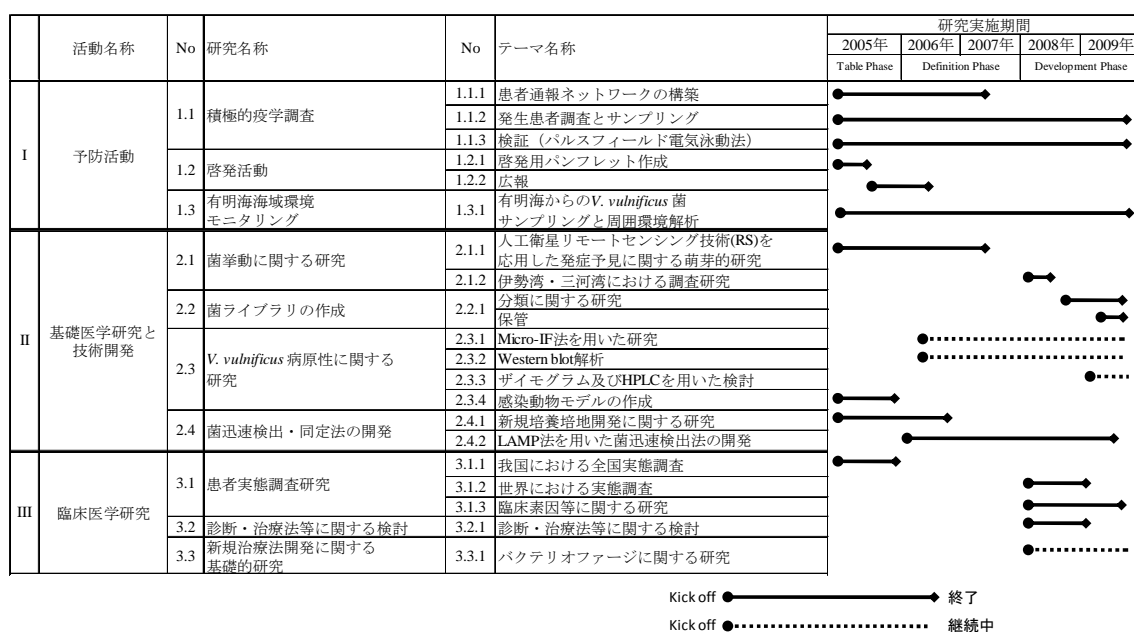 研究実施期間
活動名称 No 研究名称 No テーマ名称 2005年 2006年 2007年 2008年 2009年
Table Phase Definition Phase Development Phase
I 予防活動
1.1 積極的疫学調査
1.1.1 患者通報ネットワークの構築
1.1.2 発生患者調査とサンプリング
1.1.3 検証（パルスフィールド電気泳動法）
1.2 啓発活動
1.2.1 啓発用パンフレット作成
1.2.2 広報
1.3 有明海海域環境
モニタリング
1.3.1 有明海からのV. vulnificus 菌
サンプリングと周囲環境解析
II 基礎医学研究と
技術開発
2.1 菌挙動に関する研究
2.1.1 人工衛星リモートセンシング技術(RS)を
応用した発症予見に関する萌芽的研究
2.1.2 伊勢湾・三河湾における調査研究
2.2 菌ライブラリの作成
2.2.1 分類に関する研究
保管
2.3 V. vulnificus 病原性に関する
研究
2.3.1 Micro-IF法を用いた研究
2.3.2 Western blot解析
2.3.3 ザイモグラム及びHPLCを用いた検討
2.3.4 感染動物モデルの作成
2.4 菌迅速検出・同定法の開発
2.4.1 新規培養培地開発に関する研究
2.4.2 LAMP法を用いた菌迅速検出法の開発
III 臨床医学研究
3.1 患者実態調査研究
3.1.1 我国における全国実態調査
3.1.2 世界における実態調査
3.1.3 臨床素因等に関する研究
3.2 診断・治療法等に関する検討
3.2.1 診断・治療法等に関する検討
3.3 新規治療法開発に関する
基礎的研究
3.3.1 バクテリオファージに関する研究
Kick off 終了
Kick off 継続中